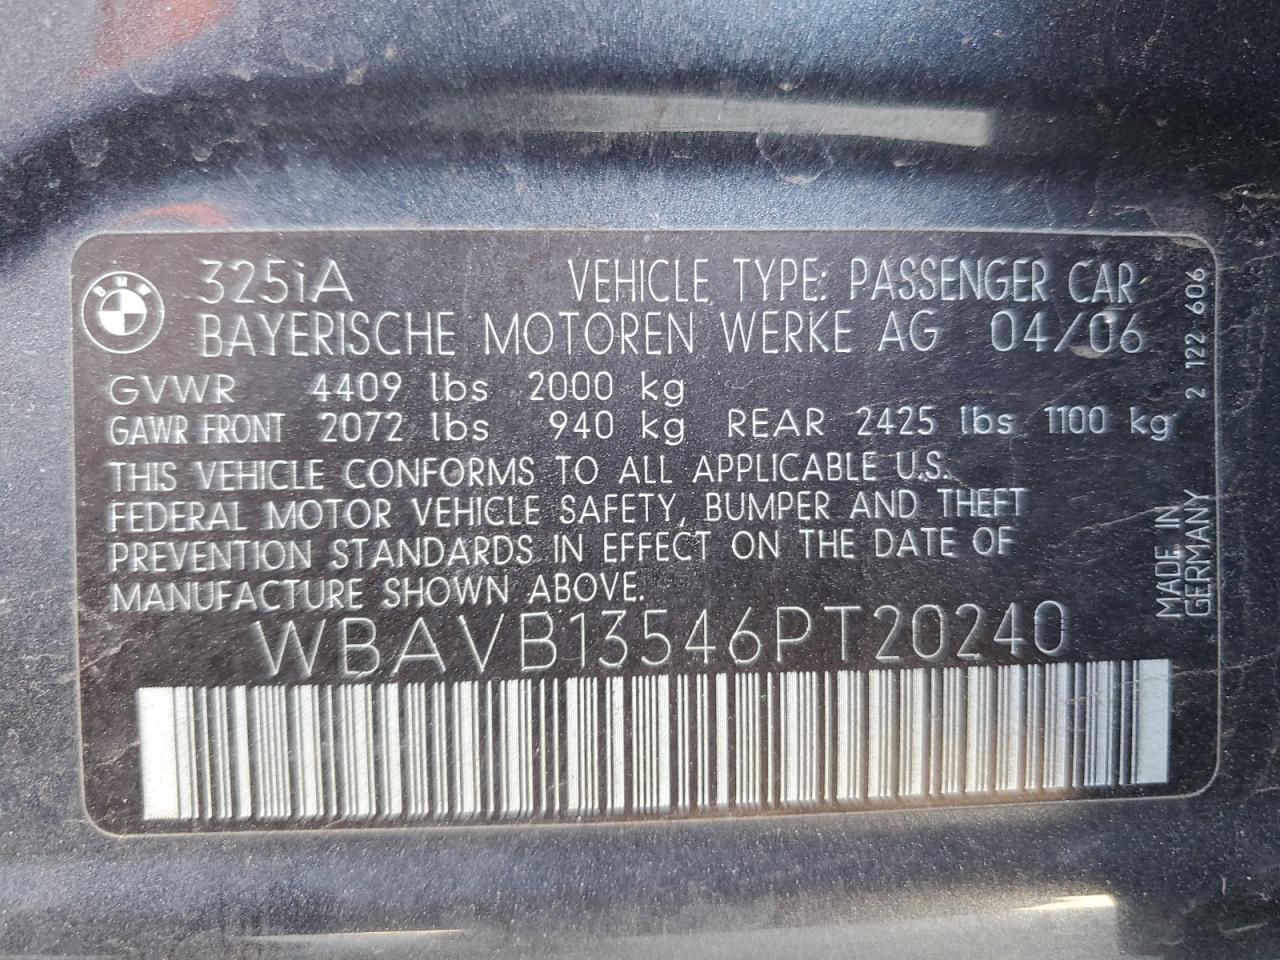 BMW
325iA VEHICLE TYPE: PASSENGER CAR
BAYERISCHE MOTOREN WERKE AG 04/06
GVWR 4409 lbs 2000 kg
GAWR FRONT 2072 lbs 940 kg REAR 2425 lbs 1100 kg
THIS VEHICLE CONFORMS TO ALL APPLICABLE U.S.
FEDERAL MOTOR VEHICLE SAFETY, BUMPER AND THEFT
PREVENTION STANDARDS IN EFFECT ON THE DATE OF
MANUFACTURE SHOWN ABOVE.
WBAVB13546PT20240
2 122 606
MADE IN
GERMANY